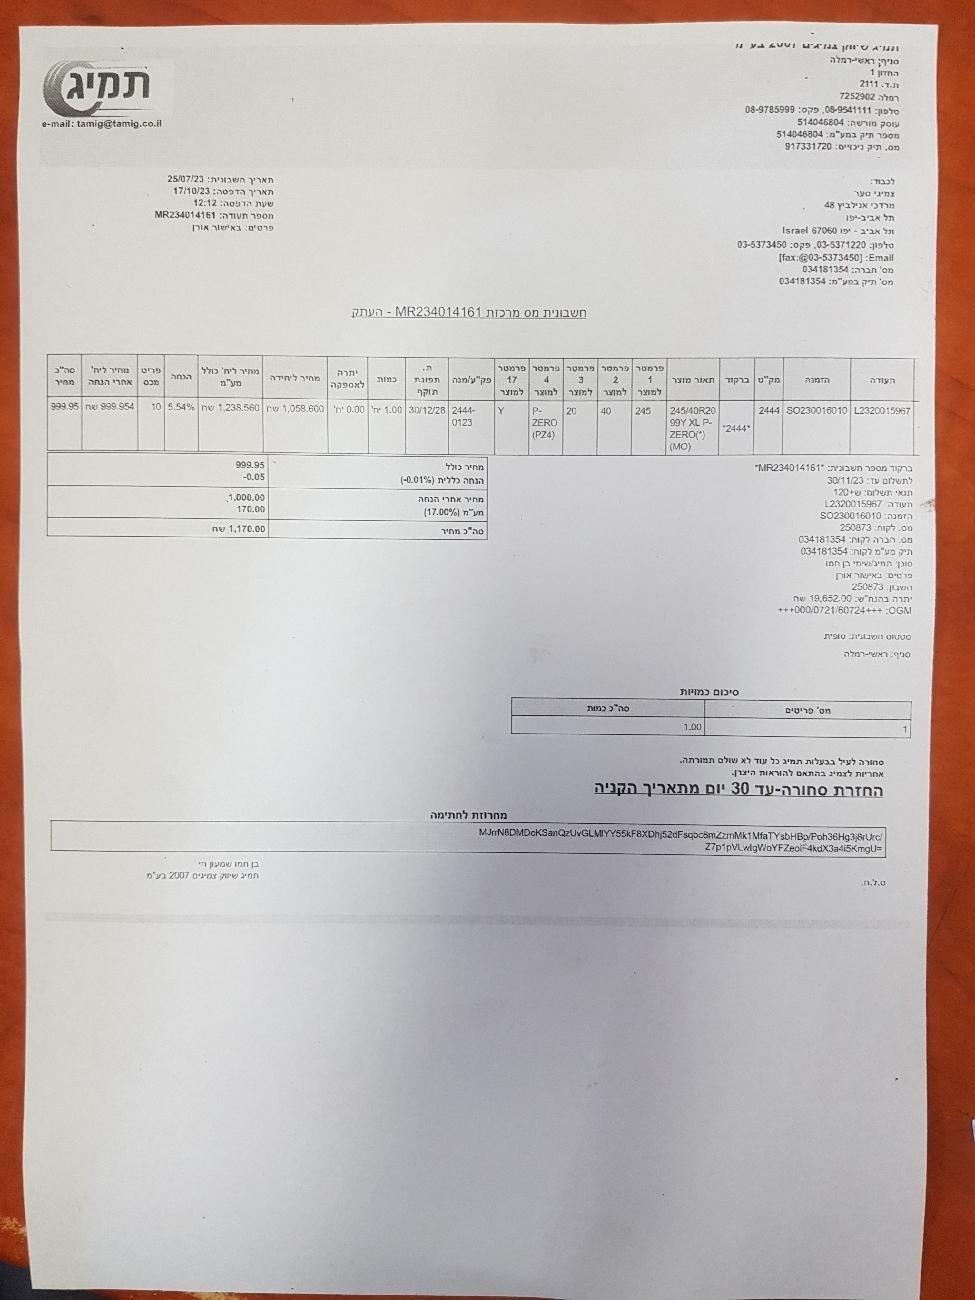 תמיג
e-mail: tamig@tamig.co.il
תמיג שיווק צמיגים 2007 בע"מ
סניף: ראשי-רמלה
החרון 1
ת.ד. 2111
רמלה 7252902
טלפון: 08-9541111, פקס: 08-9785999
עוסק מורשה: 514046804
מספר תיק במע"מ: 514046804
מס. תיק ניכויים: 917331720
תאריך חשבונית: 25/07/23
תאריך הדפסה: 17/10/23
שעת הדפסה: 12:12
מספר תעודה: MR234014161
פרטים: באישור אורן
לכבוד:
צמיגי סער
מרדכי אנילביץ 48
תל אביב-יפו
תל אביב - יפו 67060 Israel
טלפון: 03-5371220, פקס: 03-5373450
Email: [fax:@03-5373450]
מס' חברה: 034181354
מס' תיק במע"מ: 034181354
חשבונית מס מרכזת MR234014161 - העתק
תעודה הזמנה מק"ט ברקוד תאור מוצר פרמטר 1 למוצר פרמטר 2 למוצר פרמטר 3 למוצר פרמטר 4 למוצר פרמטר 17 למוצר פק"ע/מנה ת. תפוגת תוקף כמות יתרה לאספקה מחיר ליחידה מחיר ליח' כולל מע"מ הנחה פריט מכס מחיר ליח' אחרי הנחה סה"כ מחיר
L2320015967 SO230016010 2444 *2444* 245/40R20 99Y XL P-ZERO(*)(MO) 245 40 20 P-ZERO (PZ4) Y 2444-0123 30/12/28 1.00 יח' 0.00 יח' 1,058.600 שח 1,238.560 שח 5.54% 10 999.954 שח 999.95
מחיר כולל 999.95
הנחה כללית (-0.01%) -0.05
מחיר אחרי הנחה 1,000.00
מע"מ (17.00%) 170.00
סה"כ מחיר 1,170.00 שח
ברקוד מספר חשבונית: *MR234014161*
לתשלום עד: 30/11/23
תנאי תשלום: ש+120
תעודה: L2320015967
הזמנה: SO230016010
מס. לקוח: 250873
מס. חברה לקוח: 034181354
תיק מע"מ לקוח: 034181354
סוכן: תמיג/שימי בן חמו
פרטים: באישור אורן
חשבון: 250873
יתרה בהנח"ש: 19,652.00 שח
OGM: +++000/0721/60724+++
סטטוס חשבונית: סופית
סניף: ראשי-רמלה
סיכום כמויות
מס' פריטים סה"כ כמות
1 1.00
סחורה לעיל בבעלות תמיג כל עוד לא שולם תמורתה.
אחריות לצמיג בהתאם להוראות היצרן.
החזרת סחורה-עד 30 יום מתאריך הקניה
מחרוזת לחתימה
בן חמו שמעון חי
תמיג שיווק צמיגים 2007 בע"מ
ט.ל.ח.